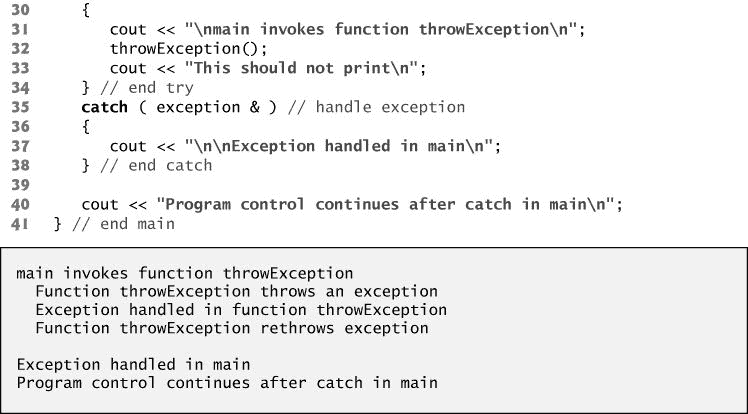 30 {
31 cout << "\nmain invokes function throwException\n";
32 throwException();
33 cout << "This should not print\n";
34 } // end try
35 catch ( exception & ) // handle exception
36 {
37 cout << "\n\nException handled in main\n";
38 } // end catch
39
40 cout << "Program control continues after catch in main\n";
41 } // end main
main invokes function throwException
Function throwException throws an exception
Exception handled in function throwException
Function throwException rethrows exception
Exception handled in main
Program control continues after catch in main